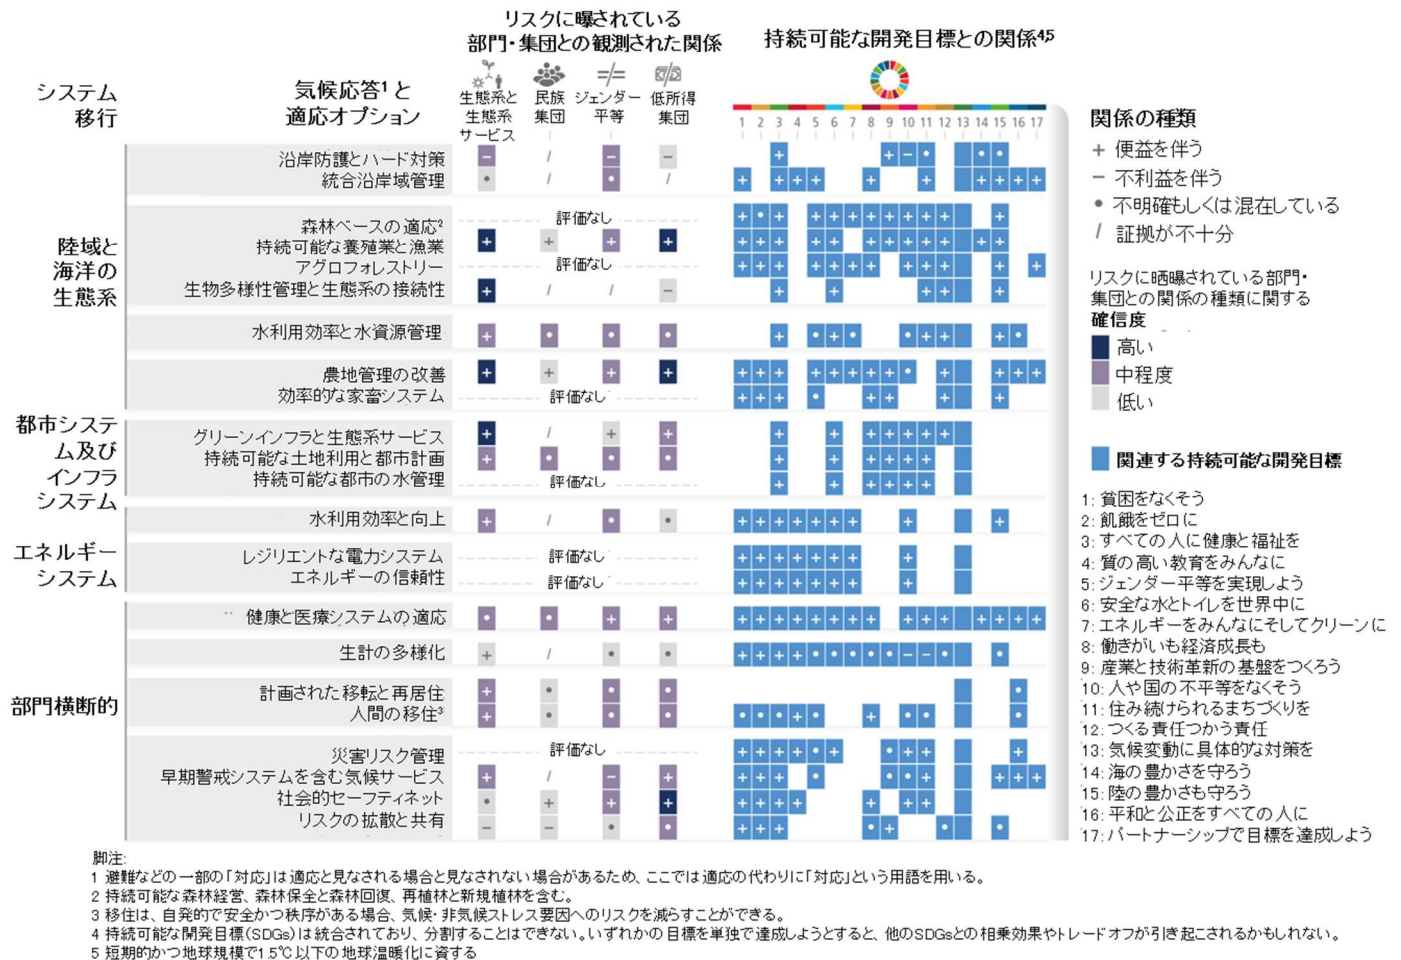 リスクに曝されている
部門・集団との観測された関係
持続可能な開発目標との関係4,5
システム
移行
気候応答1 と
適応オプション
生態系と
生態系
サービス
民族
集団
ジェンダー
平等
低所得
集団
1 2 3 4 5 6 7 8 9 10 11 12 13 14 15 16 17
陸域と
海洋の
生態系
沿岸防護とハード対策
− / − − + + − • • •
統合沿岸域管理
• / • / + + + + + + + + + +
森林ベースの適応2
評価なし
+ • + + + + + + + + + +
持続可能な養殖業と漁業
+ + + + + + + + + + + + + + + + +
アグロフォレストリー
評価なし
+ + + + + + + + + + + +
生物多様性管理と生態系の接続性
+ / / − + + + + +
水利用効率と水資源管理
+ • • • + • • + • + + + + •
農地管理の改善
+ + + + + + + + + + + + • + + + +
効率的な家畜システム
評価なし
+ + + • + + + +
都市システ
ム及び
インフラ
システム
グリーンインフラと生態系サービス
+ / + + + + + + + + +
持続可能な土地利用と都市計画
+ • • • + + + + + +
持続可能な都市の水管理
評価なし
+ + + + + +
水利用効率と向上
+ / • • + + + + + + + + +
エネルギー
システム
レジリエントな電力システム
評価なし
+ + + + + + + +
エネルギーの信頼性
評価なし
+ + + + + + + +
部門横断的
健康と医療システムの適応
• • + + + + + + + + + + + + + + + + +
生計の多様化
+ / • • + + + + • • • • • − − • •
計画された移転と再居住
+ • • • •
人間の移住3
+ • • • • • • + • + • • •
災害リスク管理
評価なし
+ + + + • + • + + •
早期警戒システムを含む気候サービス
+ / − + + + + • • • + + + +
社会的セーフティネット
• + + + + + + + + + +
リスクの拡散と共有
− − • • + + + • + • •
関係の種類
+ 便益を伴う
− 不利益を伴う
• 不明確もしくは混在している
/ 証拠が不十分
リスクに晒曝されている部門・
集団との関係の種類に関する
確信度
高い
中程度
低い
関連する持続可能な開発目標
1: 貧困をなくそう
2: 飢餓をゼロに
3: すべての人に健康と福祉を
4: 質の高い教育をみんなに
5: ジェンダー平等を実現しよう
6: 安全な水とトイレを世界中に
7: エネルギーをみんなにそしてクリーンに
8: 働きがいも経済成長も
9: 産業と技術革新の基盤をつくろう
10: 人や国の不平等をなくそう
11: 住み続けられるまちづくりを
12: つくる責任つかう責任
13: 気候変動に具体的な対策を
14: 海の豊かさを守ろう
15: 陸の豊かさも守ろう
16: 平和と公正をすべての人に
17: パートナーシップで目標を達成しよう
脚注:
1 避難などの一部の「対応」は適応と見なされる場合と見なされない場合があるため、ここでは適応の代わりに「対応」という用語を用いる。
2 持続可能な森林経営、森林保全と森林回復、再植林と新規植林を含む。
3 移住は、自発的で安全かつ秩序がある場合、気候・非気候ストレス要因へのリスクを減らすことができる。
4 持続可能な開発目標(SDGs)は統合されており、分割することはできない。いずれかの目標を単独で達成しようとすると、他のSDGsとの相乗効果やトレードオフが引き起こされるかもしれない。
5 短期的かつ地球規模で1.5℃以下の地球温暖化に資する